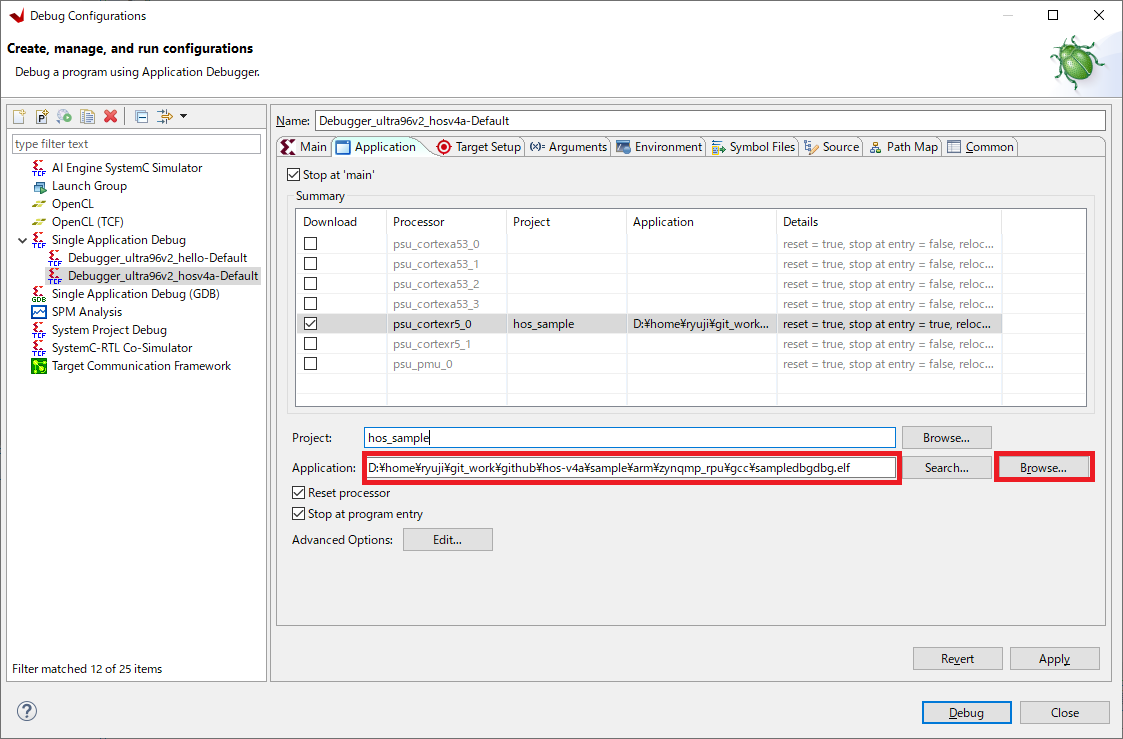 Debug Configurations
Create, manage, and run configurations
Debug a program using Application Debugger.
type filter text
AI Engine SystemC Simulator
Launch Group
OpenCL
OpenCL (TCF)
Single Application Debug
Debugger_ultra96v2_hello-Default
Debugger_ultra96v2_hosv4a-Default
Single Application Debug (GDB)
SPM Analysis
System Project Debug
SystemC-RTL Co-Simulator
Target Communication Framework
Filter matched 12 of 25 items
Name: Debugger_ultra96v2_hosv4a-Default
Main Application Target Setup (x)= Arguments Environment Symbol Files Source Path Map Common
Stop at 'main'
Summary
Download Processor Project Application Details
psu_cortexa53_0 reset = true, stop at entry = false, reloc...
psu_cortexa53_1 reset = true, stop at entry = false, reloc...
psu_cortexa53_2 reset = true, stop at entry = false, reloc...
psu_cortexa53_3 reset = true, stop at entry = false, reloc...
psu_cortexr5_0 hos_sample D:¥home¥ryuji¥git_work... reset = true, stop at entry = true, reloc...
psu_cortexr5_1 reset = true, stop at entry = false, reloc...
psu_pmu_0 reset = true, stop at entry = false, reloc...
Project: hos_sample Browse...
Application: D:¥home¥ryuji¥git_work¥github¥hos-v4a¥sample¥arm¥zynqmp_rpu¥gcc¥sampledbgdbg.elf Search... Browse...
Reset processor
Stop at program entry
Advanced Options: Edit...
Revert Apply
? Debug Close